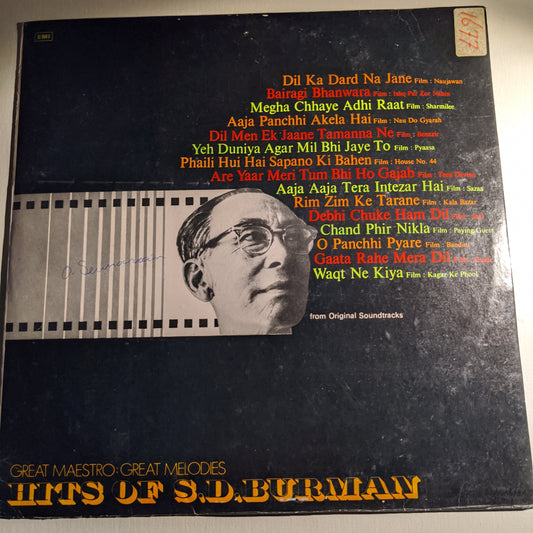 EMI
1677
Dil Ka Dard Na Jane Film : Naujawan
Bairagi Bhanwara Film : Ishq Par Zor Nahin
Megha Chhaye Adhi Raat Film : Sharmilee
Aaja Panchhi Akela Hai Film : Nau Do Gyarah
Dil Men Ek Jaane Tamanna Ne Film : Benazir
Yeh Duniya Agar Mil Bhi Jaye To Film : Pyaasa
Phaili Hui Hai Sapano Ki Bahen Film : House No. 44
Are Yaar Meri Tum Bhi Ho Gajab Film :
Aaja Aaja Tera Intezar Hai Film : Sazaa
Rim Zim Ke Tarane Film : Kala Bazar
Debhi Chuke Ham Dil Film :
Chand Phir Nikla Film : Paying Guest
O Panchhi Pyare Film : Bandini
Gaata Rahe Mera Dil Film :
Waqt Ne Kiya Film : Kagaz Ke Phool
from Original Soundtracks
GREAT MAESTRO: GREAT MELODIES
HITS OF S.D.BURMAN